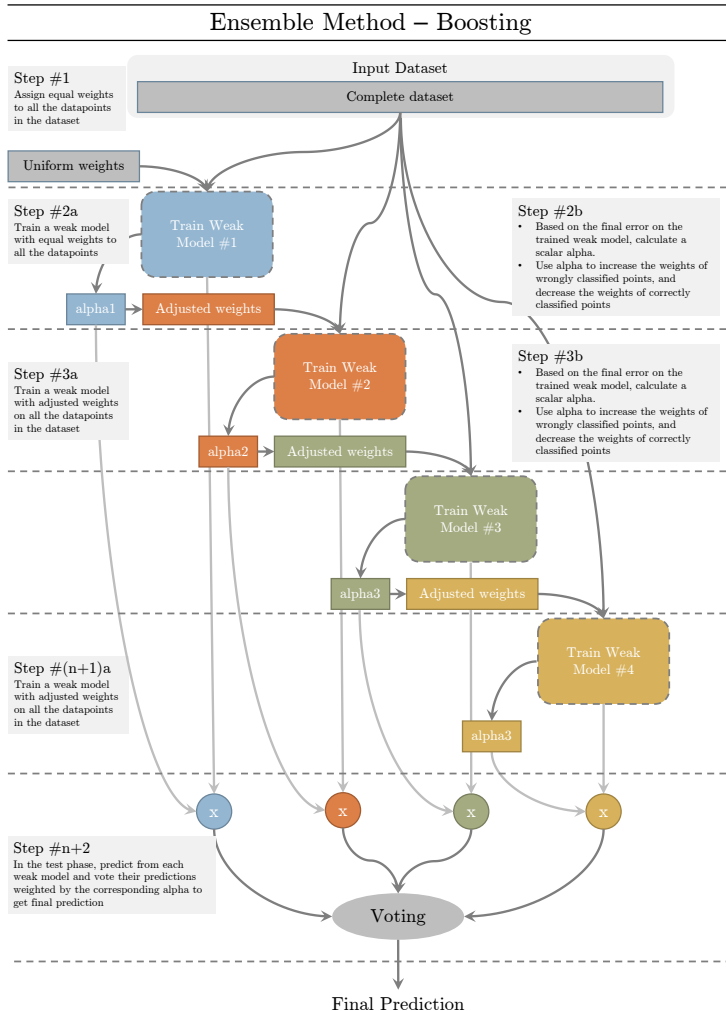 Ensemble Method – Boosting
Step #1
Assign equal weights
to all the datapoints
in the dataset
Input Dataset
Complete dataset
Uniform weights
Step #2a
Train a weak model
with equal weights to
all the datapoints
Train Weak
Model #1
Step #2b
• Based on the final error on the
trained weak model, calculate a
scalar alpha.
• Use alpha to increase the weights of
wrongly classified points, and
decrease the weights of correctly
classified points
alpha1
Adjusted weights
Step #3a
Train a weak model
with adjusted weights
on all the datapoints
in the dataset
Train Weak
Model #2
Step #3b
• Based on the final error on the
trained weak model, calculate a
scalar alpha.
• Use alpha to increase the weights of
wrongly classified points, and
decrease the weights of correctly
classified points
alpha2
Adjusted weights
Train Weak
Model #3
alpha3
Adjusted weights
Step #(n+1)a
Train a weak model
with adjusted weights
on all the datapoints
in the dataset
Train Weak
Model #4
alpha3
x
x
x
x
Step #n+2
In the test phase, predict from each
weak model and vote their predictions
weighted by the corresponding alpha to
get final prediction
Voting
Final Prediction